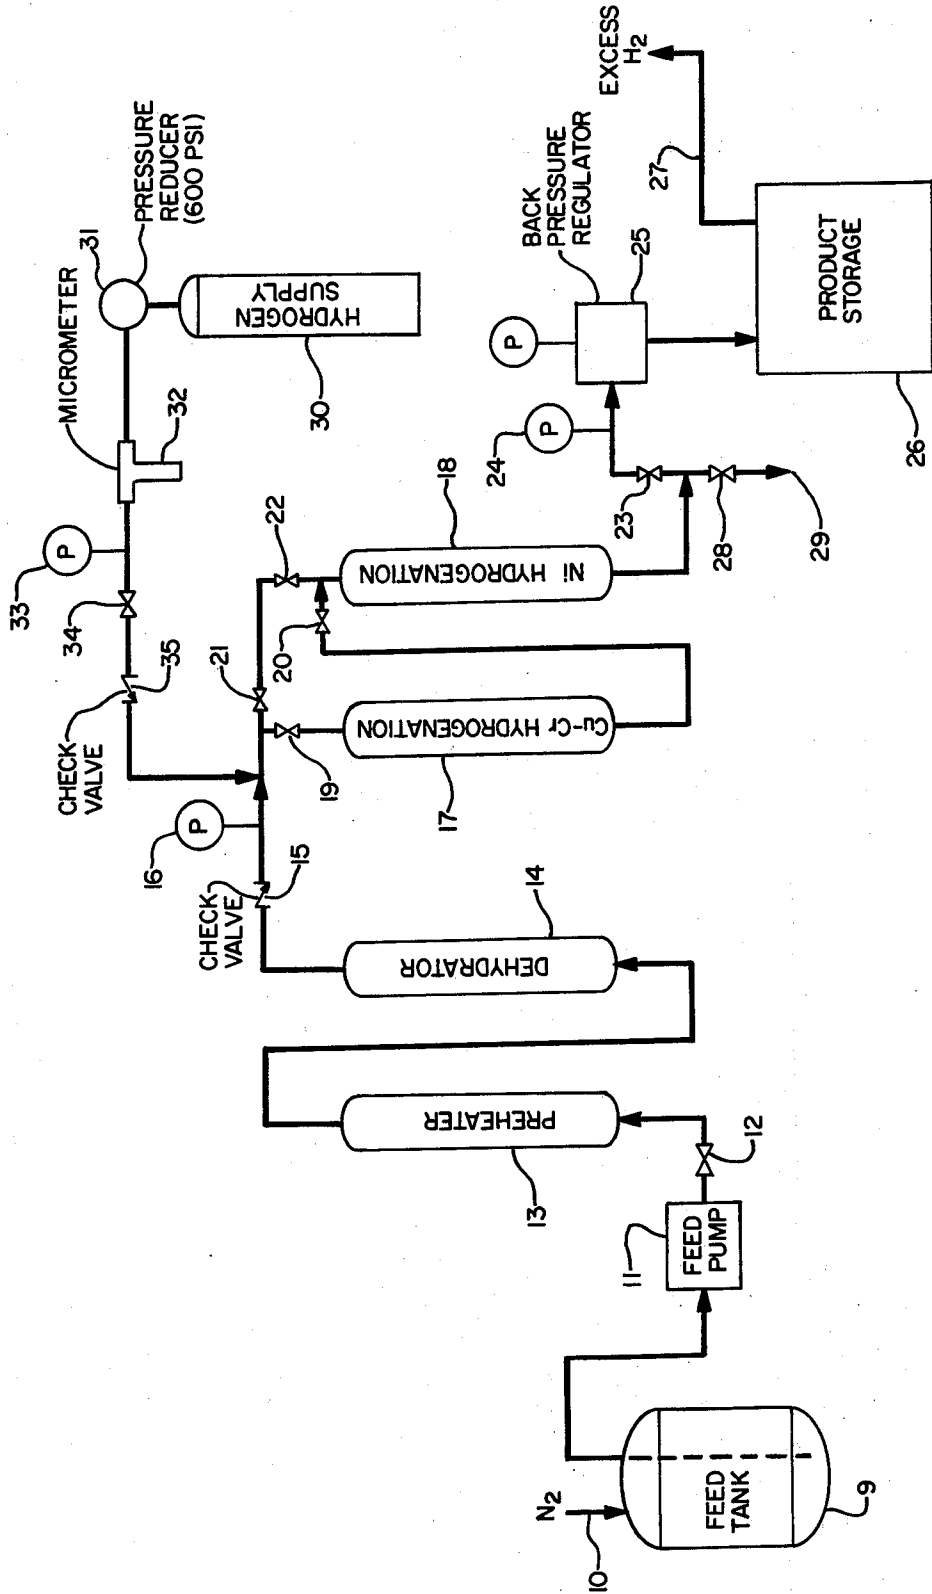 N2
10
FEED
TANK
9
FEED
PUMP
11
12
PREHEATER
13
DEHYDRATOR
14
CHECK
VALVE
15
P
16
CHECK
VALVE
35
34
P
33
MICROMETER
32
31
PRESSURE
REDUCER
(600 PSI)
HYDROGEN
SUPPLY
30
21
19
Cu-Cr HYDROGENATION
17
20
22
Ni HYDROGENATION
18
23
28
29
P
24
P
BACK
PRESSURE
REGULATOR
25
PRODUCT
STORAGE
26
27
EXCESS
H2